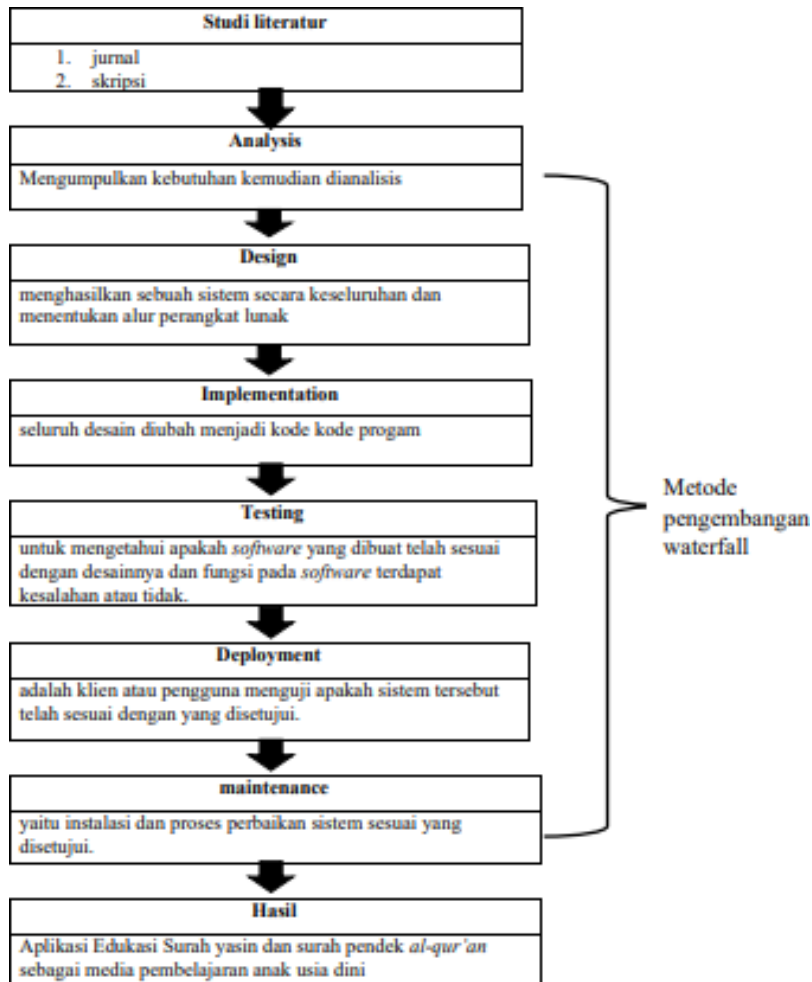 Studi literatur
1. jurnal
2. skripsi
Analysis
Mengumpulkan kebutuhan kemudian dianalisis
Design
menghasilkan sebuah sistem secara keseluruhan dan
menentukan alur perangkat lunak
Implementation
seluruh desain diubah menjadi kode kode progam
Testing
untuk mengetahui apakah software yang dibuat telah sesuai
dengan desainnya dan fungsi pada software terdapat
kesalahan atau tidak.
Deployment
adalah klien atau pengguna menguji apakah sistem tersebut
telah sesuai dengan yang disetujui.
maintenance
yaitu instalasi dan proses perbaikan sistem sesuai yang
disetujui.
Hasil
Aplikasi Edukasi Surah yasin dan surah pendek al-qur'an
sebagai media pembelajaran anak usia dini
Metode
pengembangan
waterfall